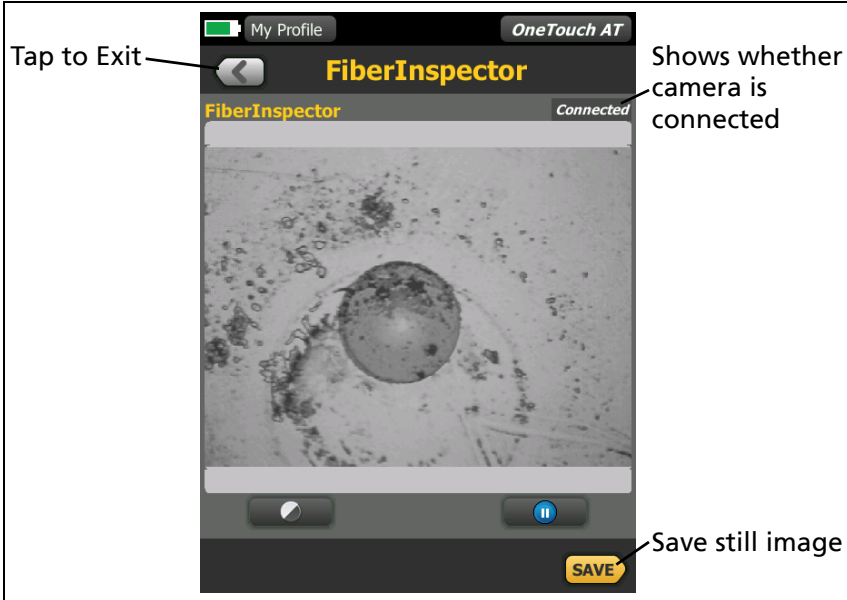 My Profile
OneTouch AT
Tap to Exit
FiberInspector
Shows whether
camera is
connected
FiberInspector
Connected
Save still image
SAVE